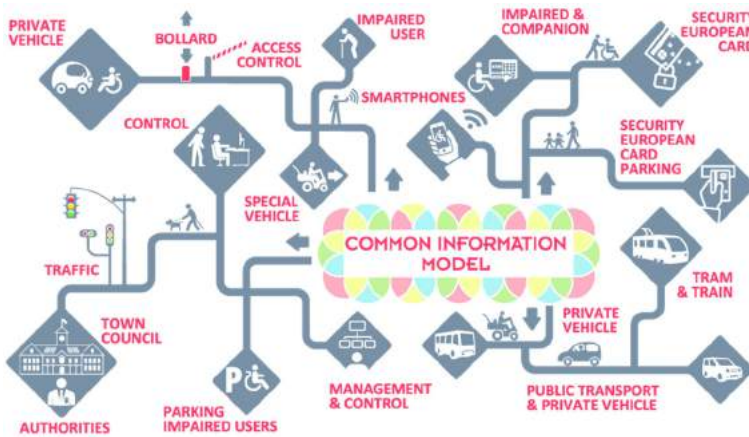 PRIVATE
VEHICLE
BOLLARD
ACCESS
CONTROL
IMPAIRED
USER
IMPAIRED &
COMPANION
SECURITY
EUROPEAN
CARD
SMARTPHONES
CONTROL
SECURITY
EUROPEAN
CARD
PARKING
SPECIAL
VEHICLE
COMMON INFORMATION
MODEL
TRAFFIC
TRAM
& TRAIN
TOWN
COUNCIL
PRIVATE
VEHICLE
P
MANAGEMENT
& CONTROL
PUBLIC TRANSPORT
& PRIVATE VEHICLE
AUTHORITIES
PARKING
IMPAIRED USERS